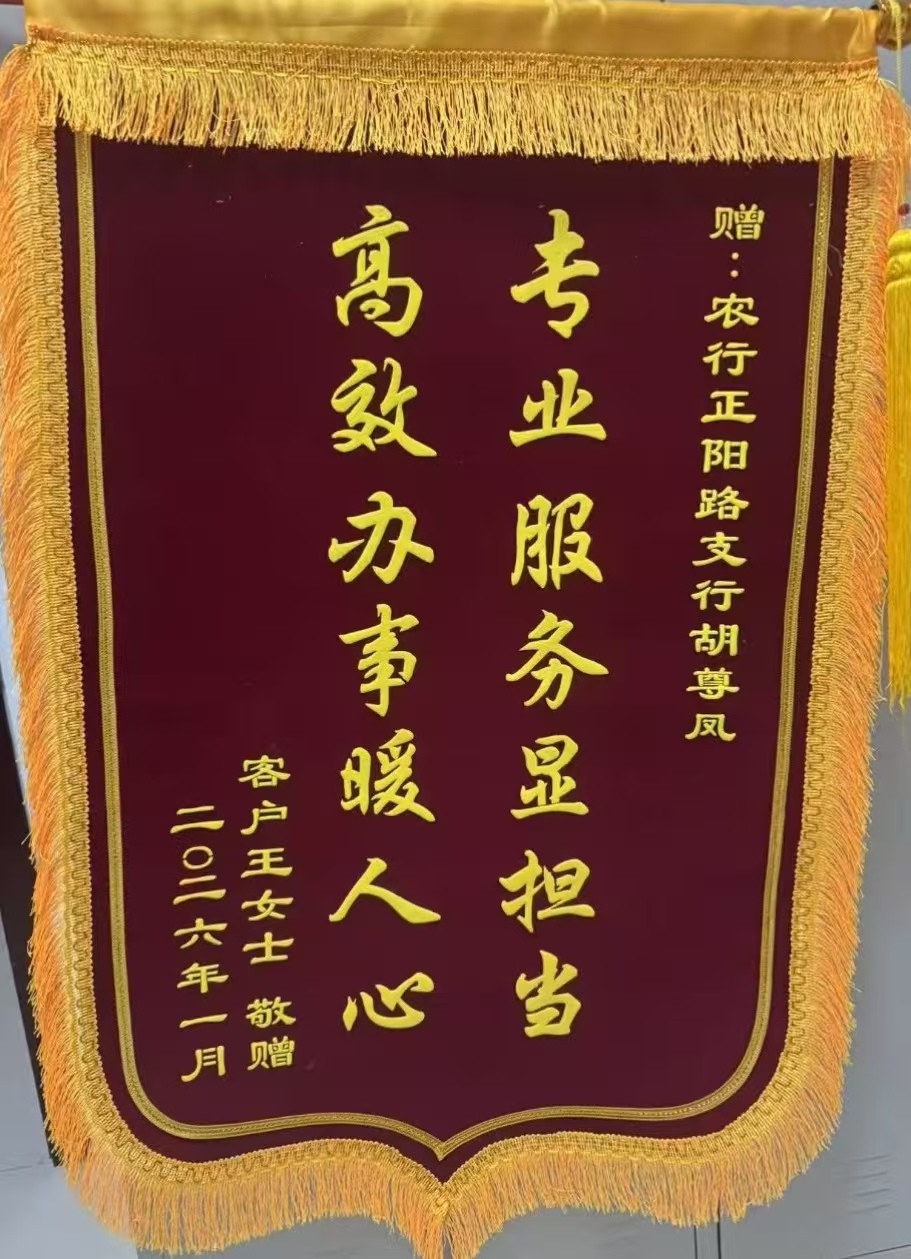 赠：农行正阳路支行胡尊凤
专业服务显担当
高效办事暖人心
客户王女士 敬赠
二〇二六年一月